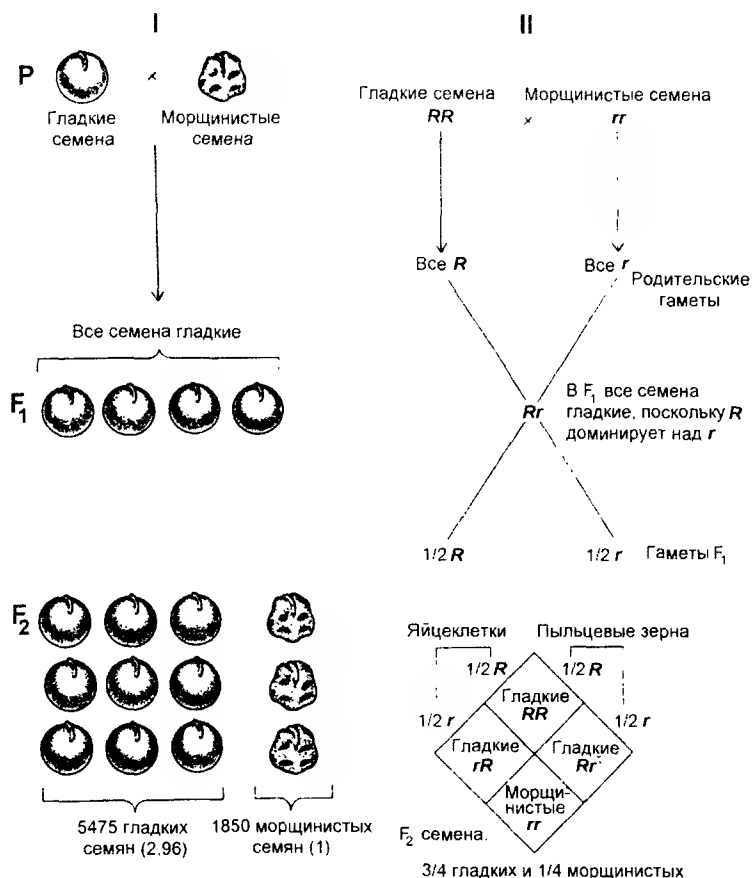 I
P
×
Гладкие
семена
Морщинистые
семена
Все семена гладкие
F1
F2
5475 гладких
семян (2,96)
1850 морщинистых
семян (1)
II
Гладкие семена
RR
×
Морщинистые семена
rr
Все R
Все r
Родительские
гаметы
Rr
В F1 все семена
гладкие, поскольку R
доминирует над r
1/2 R
1/2 r
Гаметы F1
Яйцеклетки
Пыльцевые зерна
1/2 R
1/2 R
1/2 r
1/2 r
Гладкие
RR
Гладкие
rR
Гладкие
Rr
Морщи-
нистые
rr
F2 семена.
3/4 гладких и 1/4 морщинистых